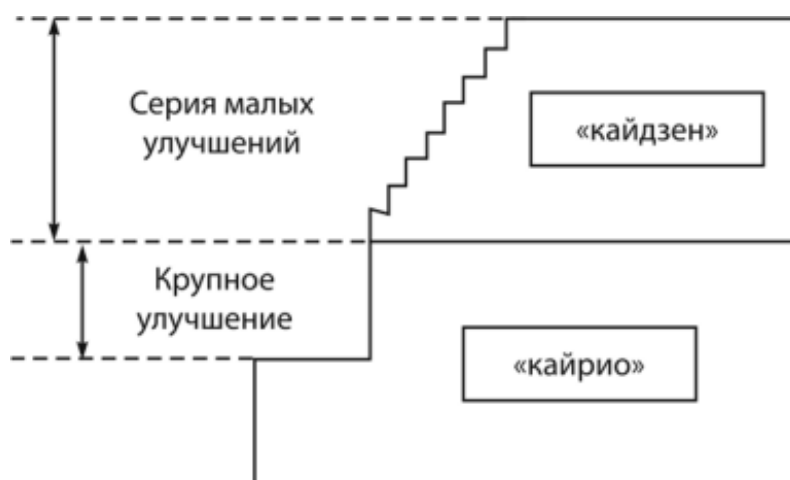 Серия малых
улучшений
«кайдзен»
Крупное
улучшение
«кайрио»